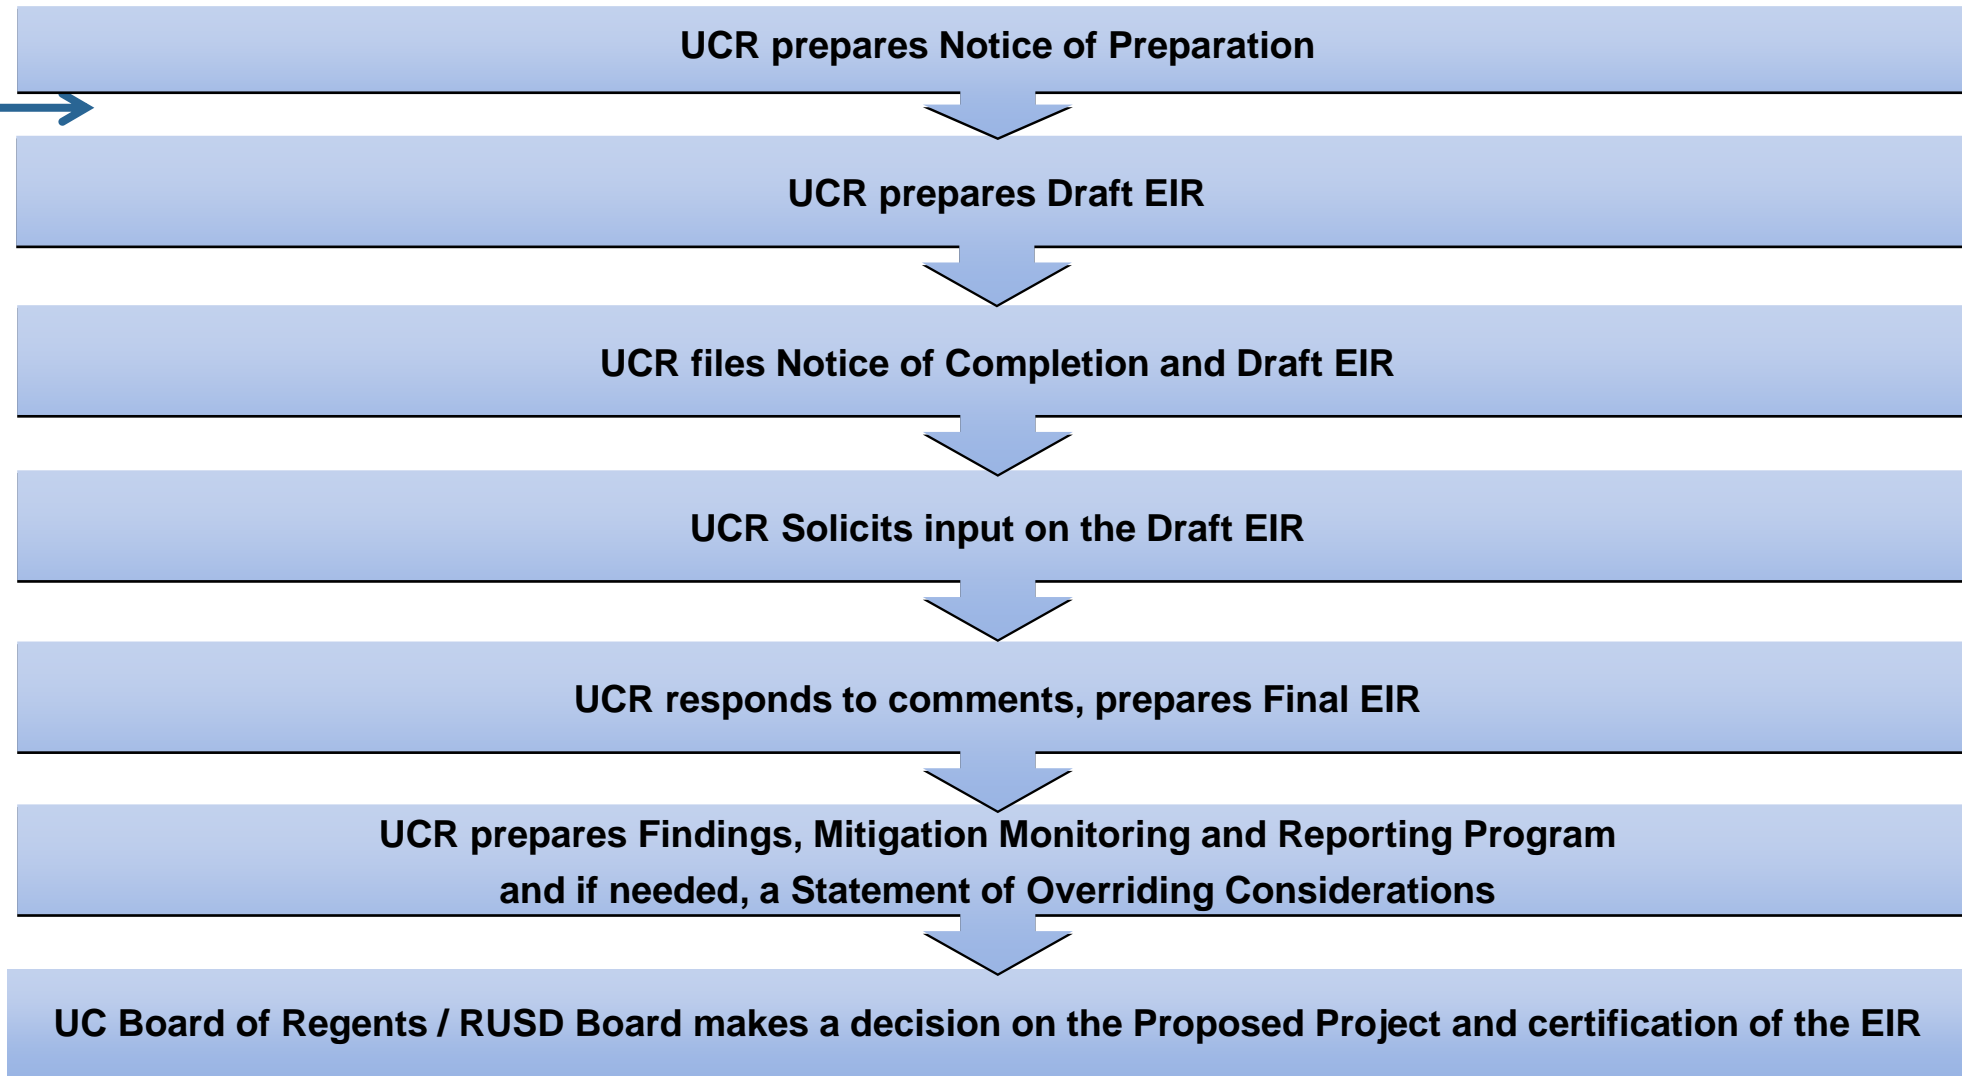 UCR prepares Notice of Preparation
UCR prepares Draft EIR
UCR files Notice of Completion and Draft EIR
UCR Solicits input on the Draft EIR
UCR responds to comments, prepares Final EIR
UCR prepares Findings, Mitigation Monitoring and Reporting Program
and if needed, a Statement of Overriding Considerations
UC Board of Regents / RUSD Board makes a decision on the Proposed Project and certification of the EIR